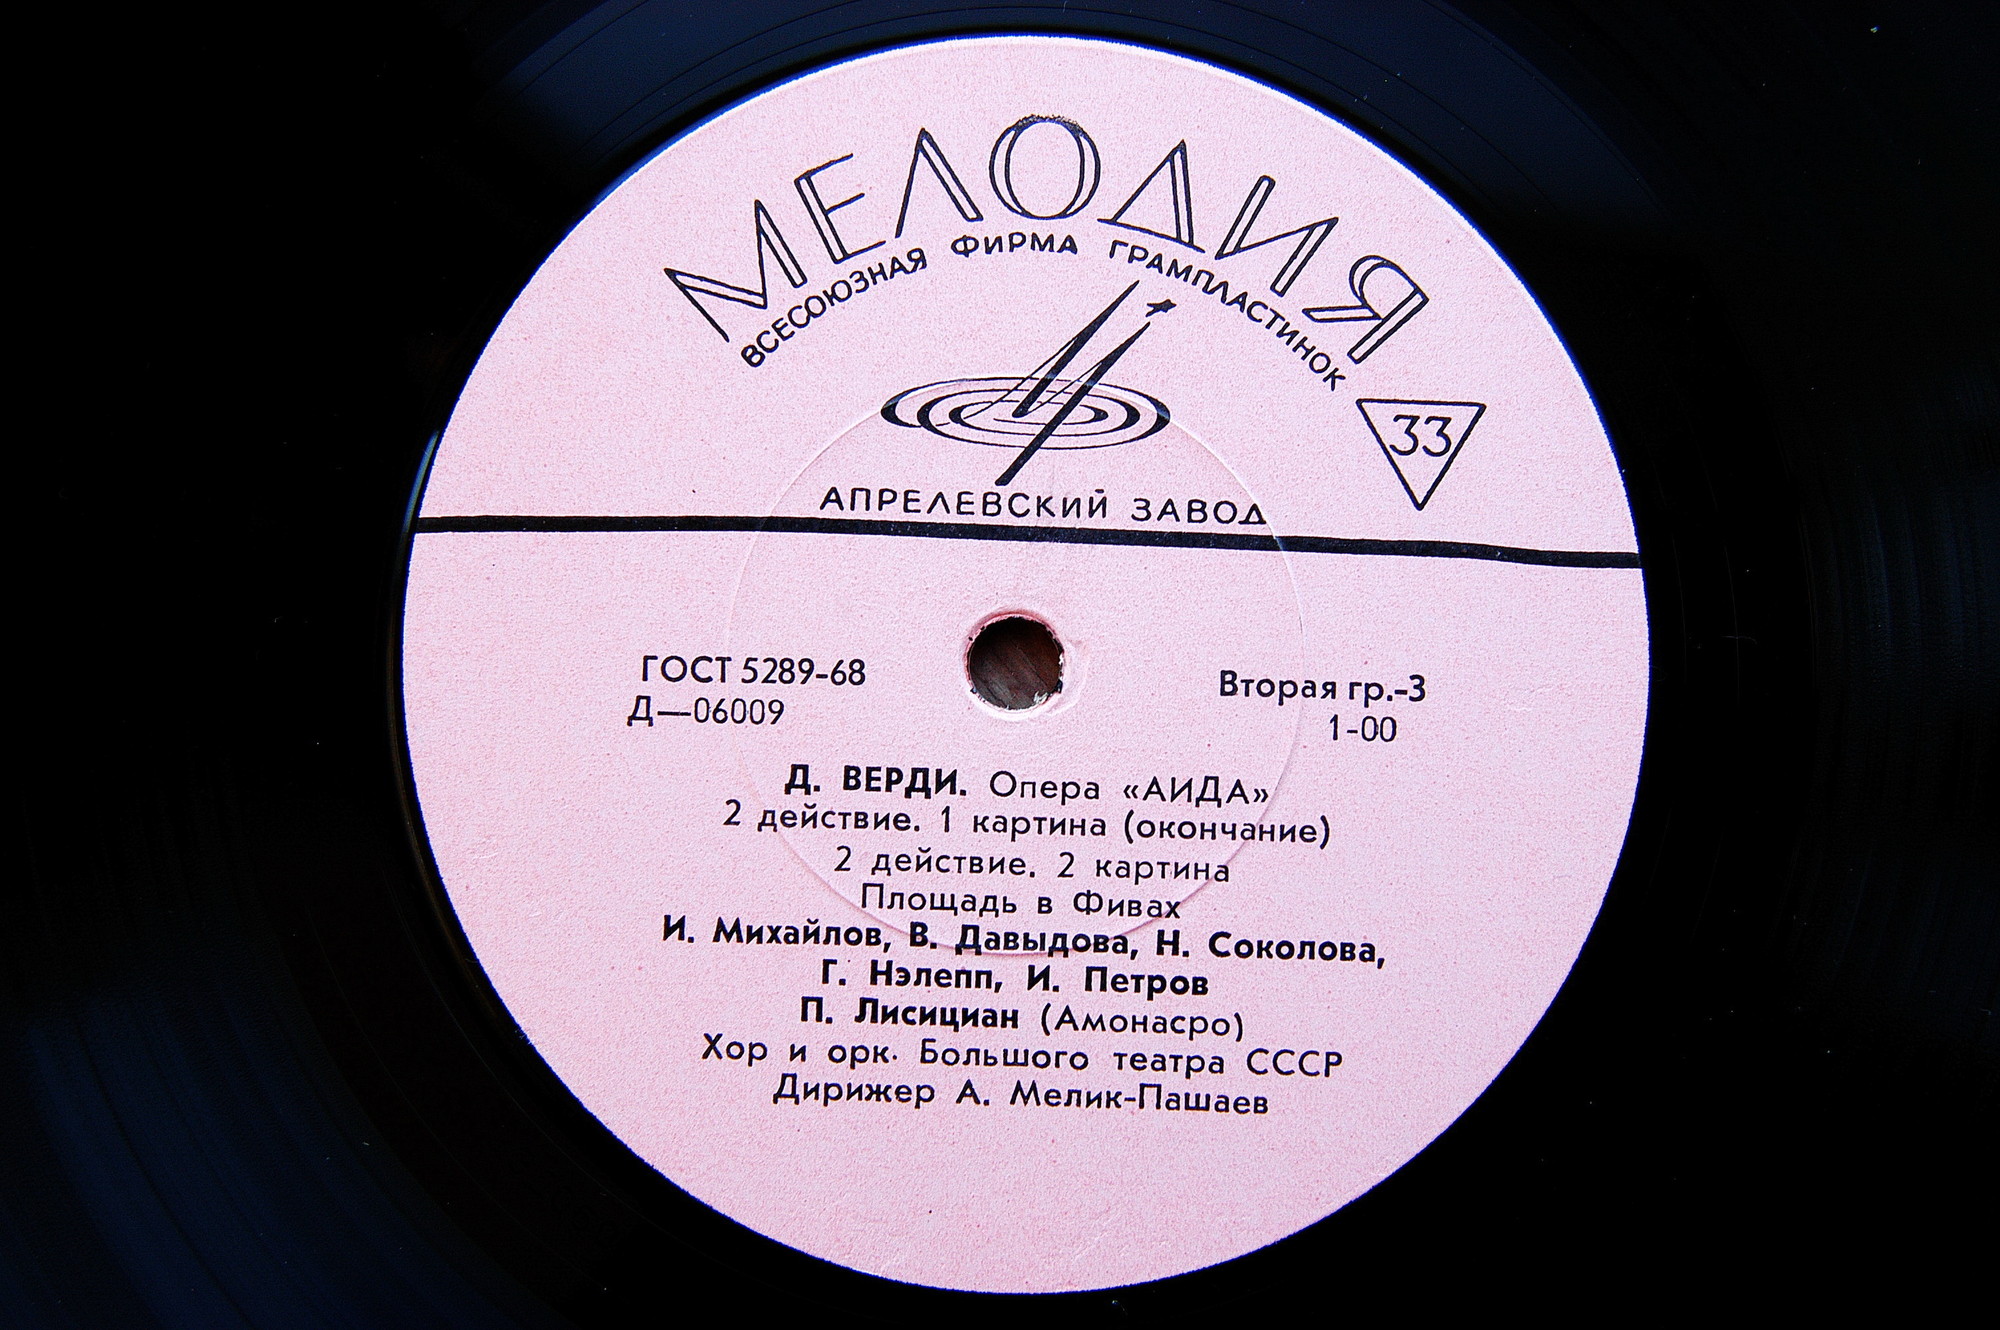 МЕЛОДИЯ
ВСЕСОЮЗНАЯ ФИРМА ГРАМПЛАСТИНОК
33
АПРЕЛЕВСКИЙ ЗАВОД
ГОСТ 5289-68
Д—06009
Вторая гр.-3
1-00
Д. ВЕРДИ. Опера «АИДА»
2 действие. 1 картина (окончание)
2 действие. 2 картина
Площадь в Фивах
И. Михайлов, В. Давыдова, Н. Соколова,
Г. Нэлепп, И. Петров
П. Лисициан (Амонасро)
Хор и орк. Большого театра СССР
Дирижер А. Мелик-Пашаев